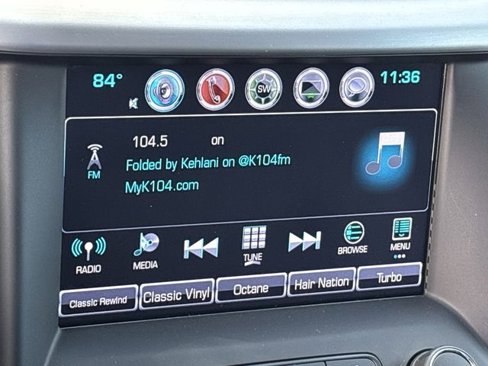 84° SW 11:36
104.5 on
FM
Folded by Kehlani on @K104fm
MyK104.com
RADIO MEDIA TUNE BROWSE MENU
Classic Rewind Classic Vinyl Octane Hair Nation Turbo